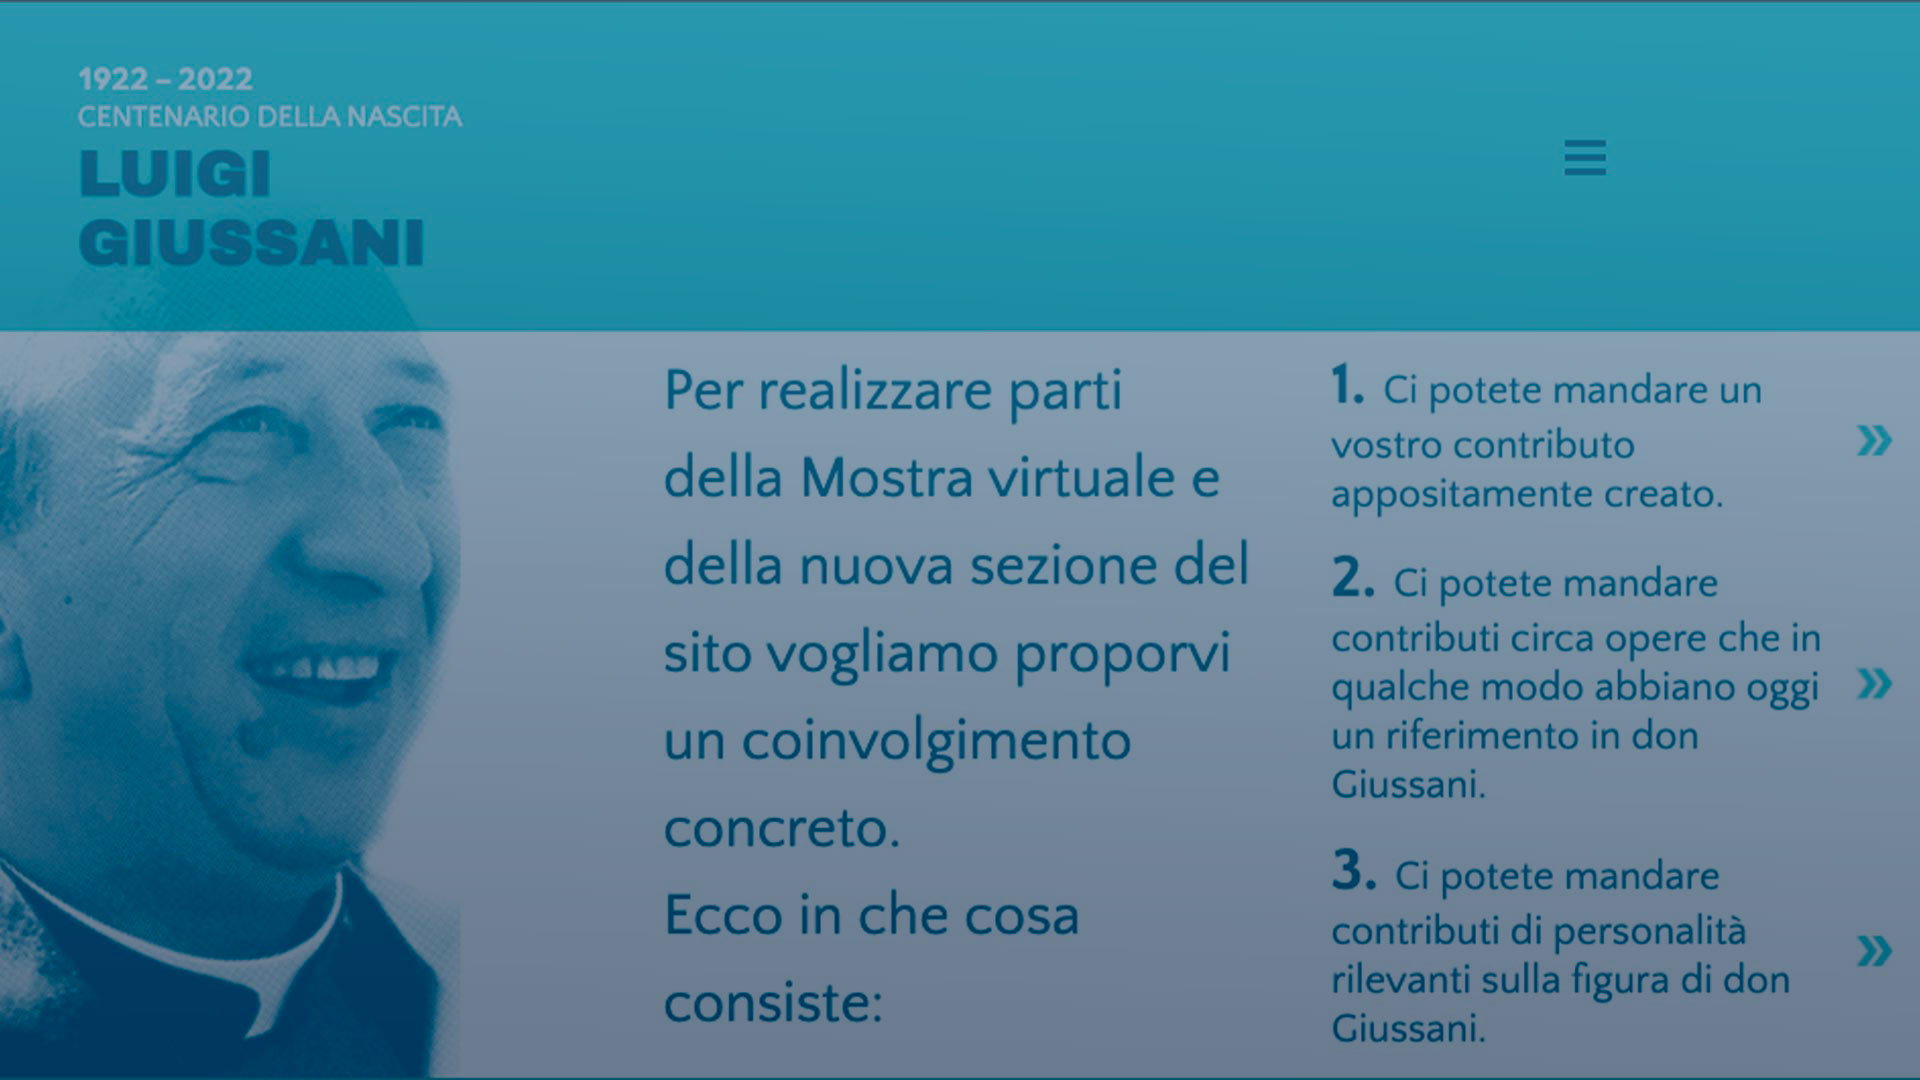 1922 – 2022
CENTENARIO DELLA NASCITA
LUIGI
GIUSSANI
Per realizzare parti
della Mostra virtuale e
della nuova sezione del
sito vogliamo proporvi
un coinvolgimento
concreto.
Ecco in che cosa
consiste:
1. Ci potete mandare un
vostro contributo
appositamente creato.
2. Ci potete mandare
contributi circa opere che in
qualche modo abbiano oggi
un riferimento in don
Giussani.
3. Ci potete mandare
contributi di personalità
rilevanti sulla figura di don
Giussani.